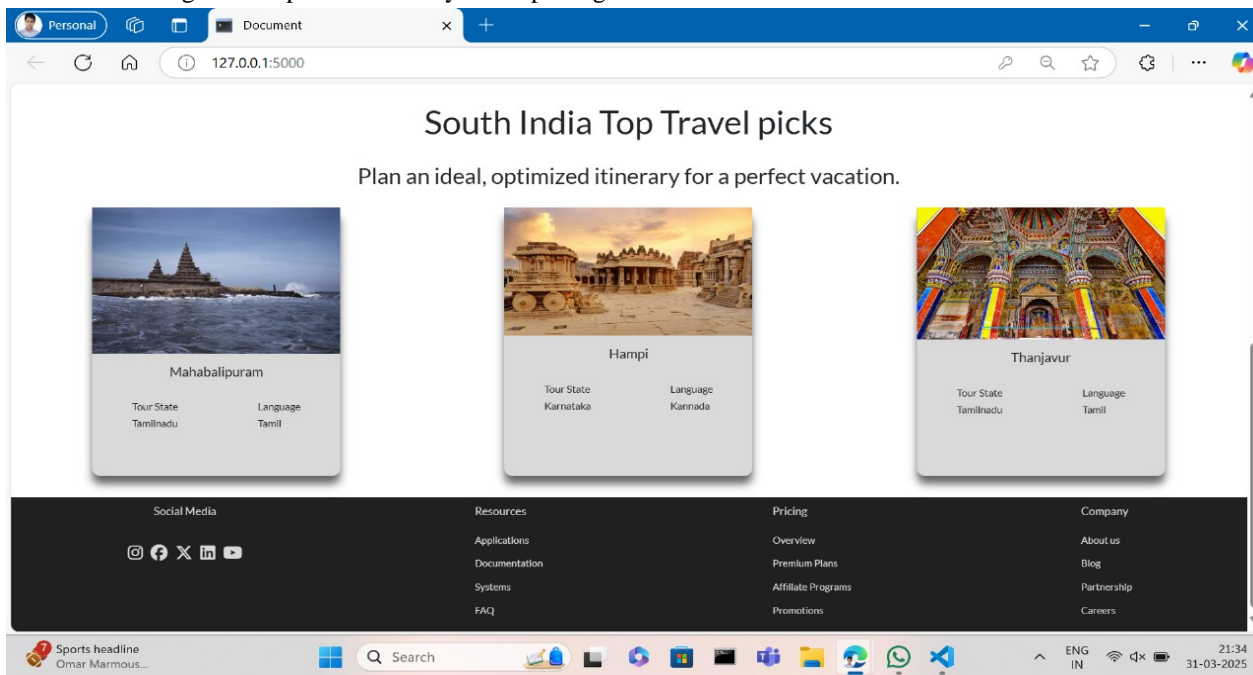 Personal
Document
127.0.0.1:5000
South India Top Travel picks
Plan an ideal, optimized itinerary for a perfect vacation.
Mahabalipuram
Tour State Language
Tamilnadu Tamil
Hampi
Tour State Language
Karnataka Kannada
Thanjavur
Tour State Language
Tamilnadu Tamil
Social Media
Resources
Applications
Documentation
Systems
FAQ
Pricing
Overview
Premium Plans
Affiliate Programs
Promotions
Company
About us
Blog
Partnership
Careers
7
Sports headline
Omar Marmous...
Search
ENG
IN
21:34
31-03-2025